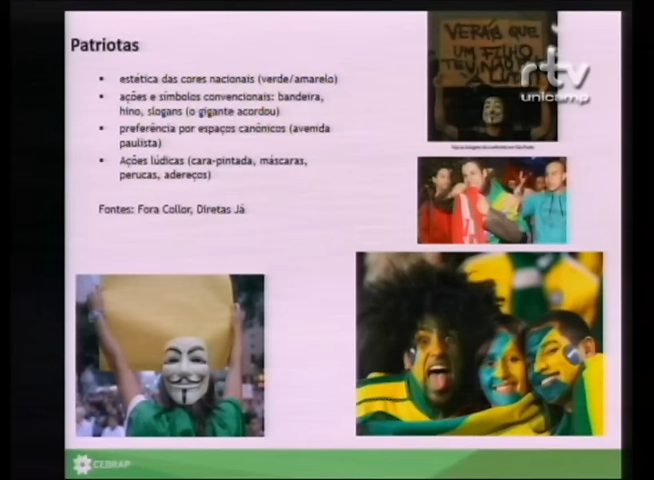 Patriotas
estética das cores nacionais (verde/amarelo)
ações e símbolos convencionais: bandeira,
hino, slogans (o gigante acordou)
preferência por espaços canônicos (avenida
paulista)
Ações lúdicas (cara-pintada, máscaras,
perucas, adereços)
Fontes: Fora Collor, Diretas Já
VERÁS QUE
UM FILHO
TEU NÃO
rtv
unicamp
CEBRAP